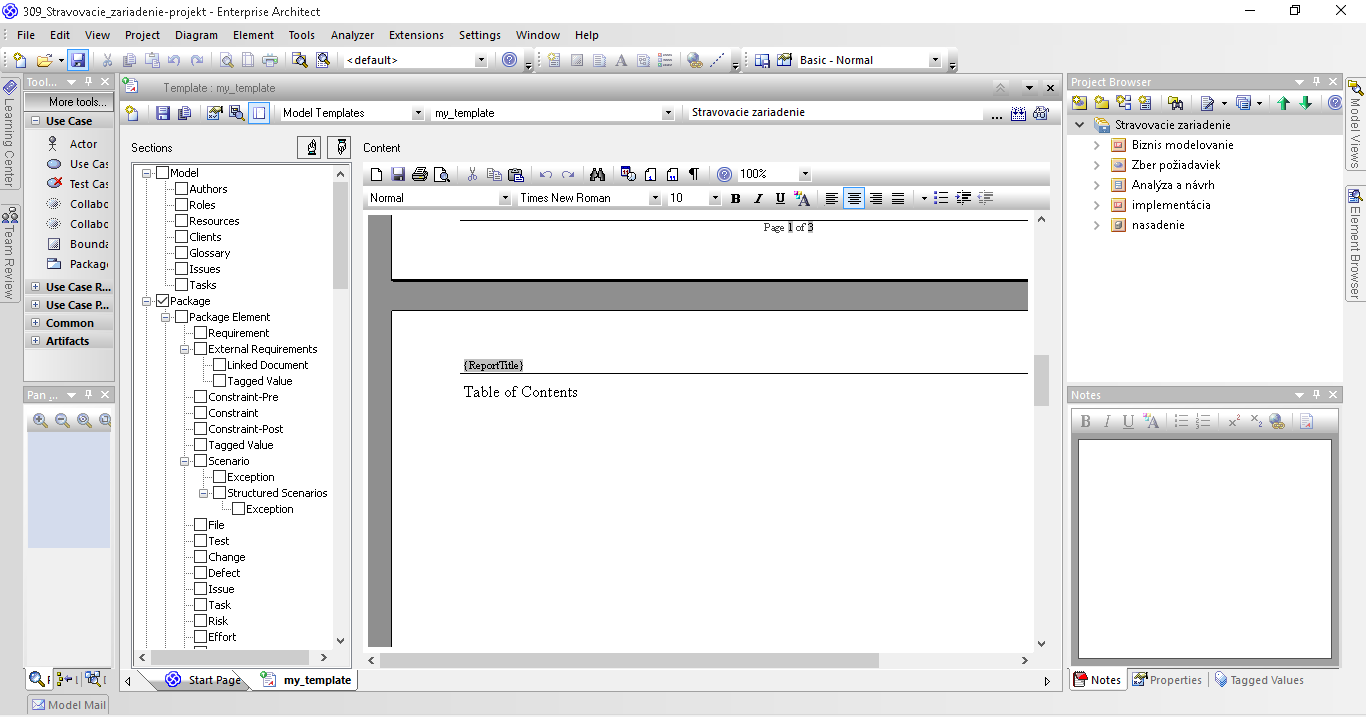 309_Stravovacie_zariadenie-projekt - Enterprise Architect
File Edit View Project Diagram Element Tools Analyzer Extensions Settings Window Help
<default> Basic - Normal
Tool...
More tools...
Use Case
Actor
Use Cas
Test Cas
Collabo
Collabo
Bounda
Package
Use Case R...
Use Case P...
Common
Artifacts
Learning Center
Team Review
Pan ...
Model Mail
Template : my_template
Model Templates my_template Stravovacie zariadenie ...
Sections
Model
Authors
Roles
Resources
Clients
Glossary
Issues
Tasks
Package
Package Element
Requirement
External Requirements
Linked Document
Tagged Value
Constraint-Pre
Constraint
Constraint-Post
Tagged Value
Scenario
Exception
Structured Scenarios
Exception
File
Test
Change
Defect
Issue
Task
Risk
Effort
Content
100%
Normal Times New Roman 10 B I U
Page 1 of 3
{ReportTitle}
Table of Contents
Start Page my_template
Project Browser
Stravovacie zariadenie
Biznis modelovanie
Zber požiadaviek
Analýza a návrh
implementácia
nasadenie
Notes
B I U A x² x₂
Notes Properties Tagged Values
Model Views
Element Browser